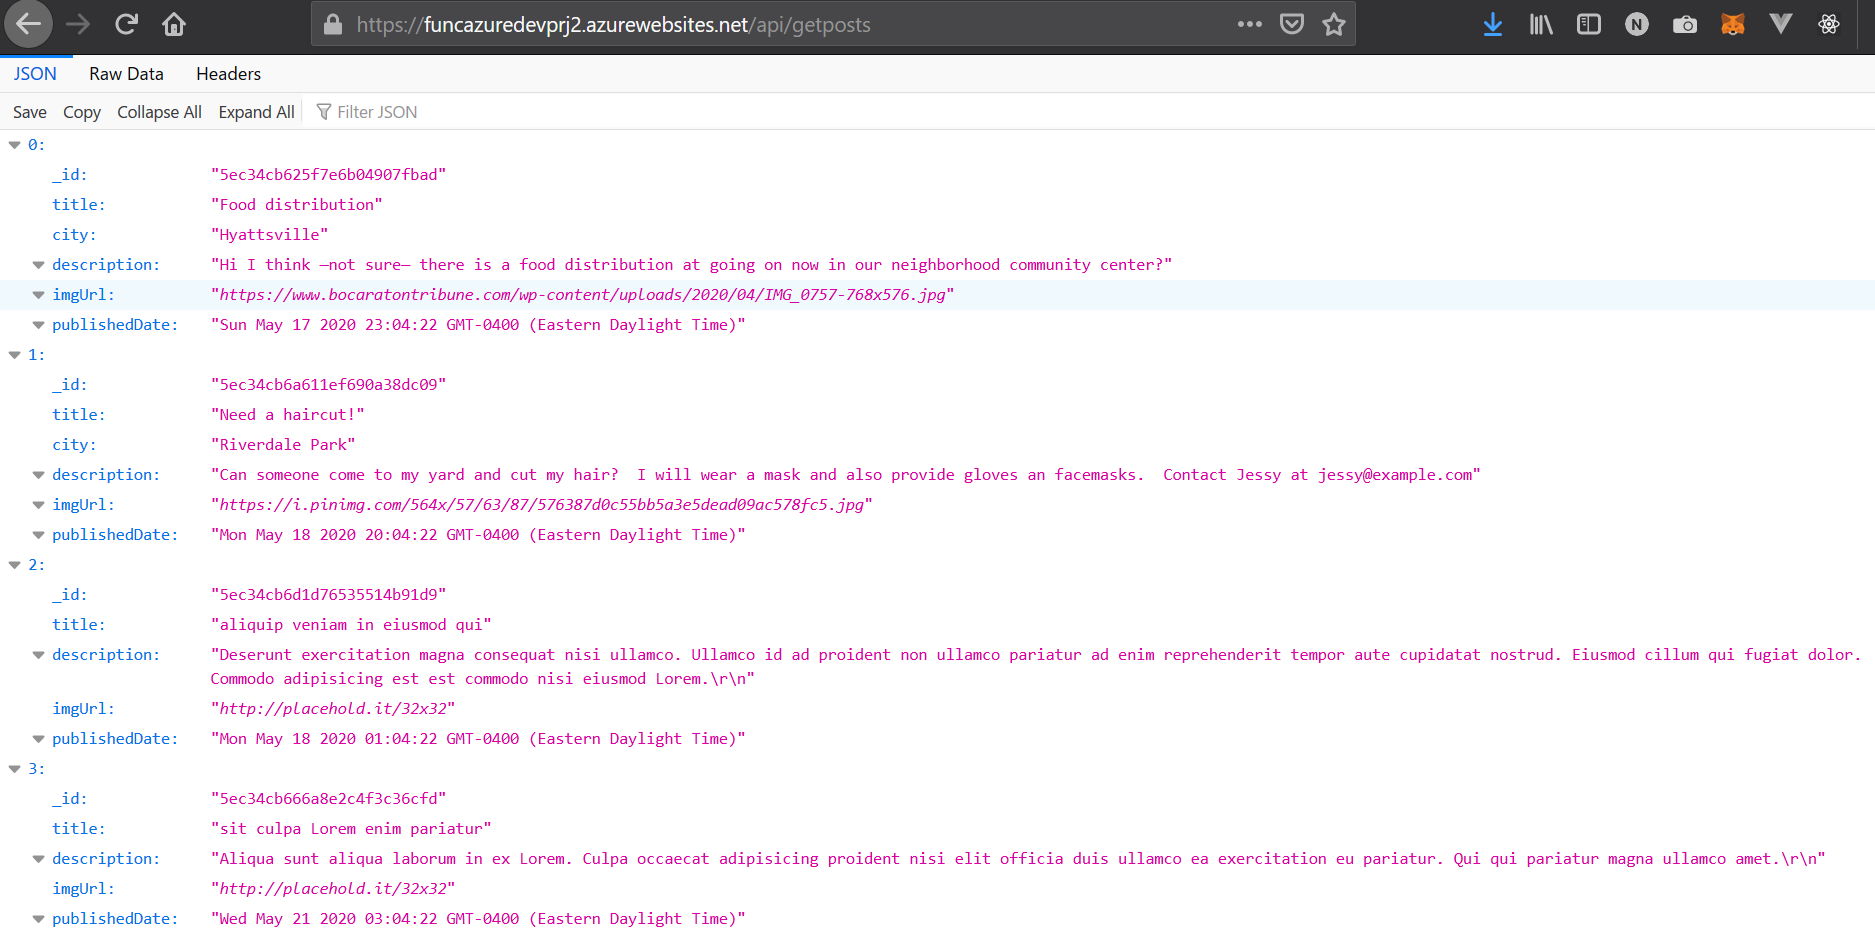 https://funcazuredevprj2.azurewebsites.net/api/getposts
N
JSON Raw Data Headers
Save Copy Collapse All Expand All Filter JSON
0:
_id: "5ec34cb625f7e6b04907fbad"
title: "Food distribution"
city: "Hyattsville"
description: "Hi I think —not sure— there is a food distribution at going on now in our neighborhood community center?"
imgUrl: "https://www.bocaratontribune.com/wp-content/uploads/2020/04/IMG_0757-768x576.jpg"
publishedDate: "Sun May 17 2020 23:04:22 GMT-0400 (Eastern Daylight Time)"
1:
_id: "5ec34cb6a611ef690a38dc09"
title: "Need a haircut!"
city: "Riverdale Park"
description: "Can someone come to my yard and cut my hair?  I will wear a mask and also provide gloves an facemasks.  Contact Jessy at jessy@example.com"
imgUrl: "https://i.pinimg.com/564x/57/63/87/576387d0c55bb5a3e5dead09ac578fc5.jpg"
publishedDate: "Mon May 18 2020 20:04:22 GMT-0400 (Eastern Daylight Time)"
2:
_id: "5ec34cb6d1d76535514b91d9"
title: "aliquip veniam in eiusmod qui"
description: "Deserunt exercitation magna consequat nisi ullamco. Ullamco id ad proident non ullamco pariatur ad enim reprehenderit tempor aute cupidatat nostrud. Eiusmod cillum qui fugiat dolor.
Commodo adipisicing est est commodo nisi eiusmod Lorem.\r\n"
imgUrl: "http://placehold.it/32x32"
publishedDate: "Mon May 18 2020 01:04:22 GMT-0400 (Eastern Daylight Time)"
3:
_id: "5ec34cb666a8e2c4f3c36cfd"
title: "sit culpa Lorem enim pariatur"
description: "Aliqua sunt aliqua laborum in ex Lorem. Culpa occaecat adipisicing proident nisi elit officia duis ullamco ea exercitation eu pariatur. Qui qui pariatur magna ullamco amet.\r\n"
imgUrl: "http://placehold.it/32x32"
publishedDate: "Wed May 21 2020 03:04:22 GMT-0400 (Eastern Daylight Time)"